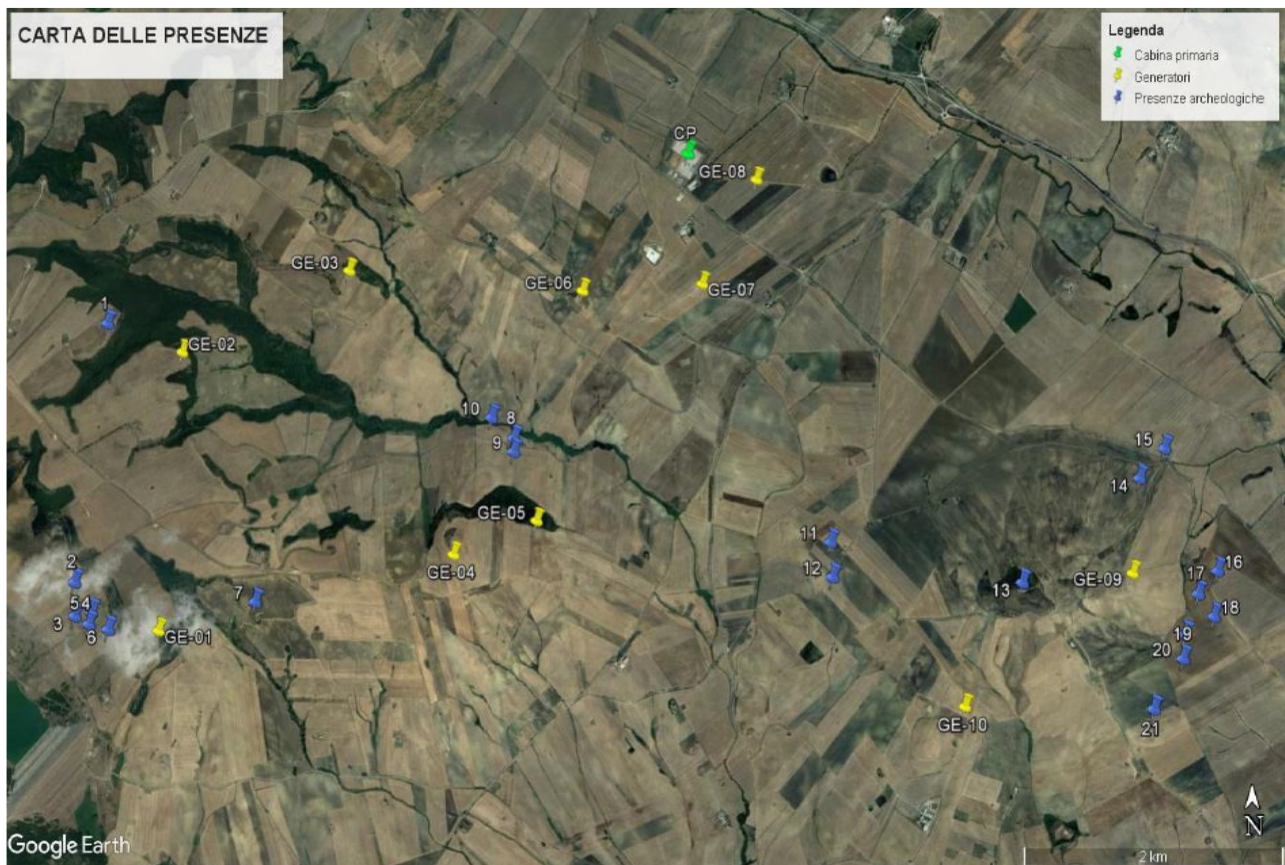 CARTA DELLE PRESENZE
Legenda
Cabina primaria
Generatori
Presenze archeologiche
CP
GE-08
GE-03
GE-06
GE-07
1
GE-02
10
8
9
15
14
GE-05
11
GE-04
12
13
GE-09
16
17
2
7
5
4
3
6
GE-01
18
19
20
GE-10
21
N
Google Earth
2 km